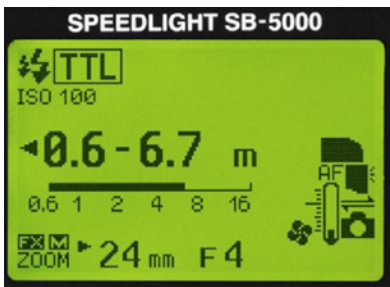 SPEEDLIGHT SB-5000
TTL
ISO 100
0.6-6.7 m
AF
0.6 1 2 4 8 16
FX M
ZOOM 24 mm F4